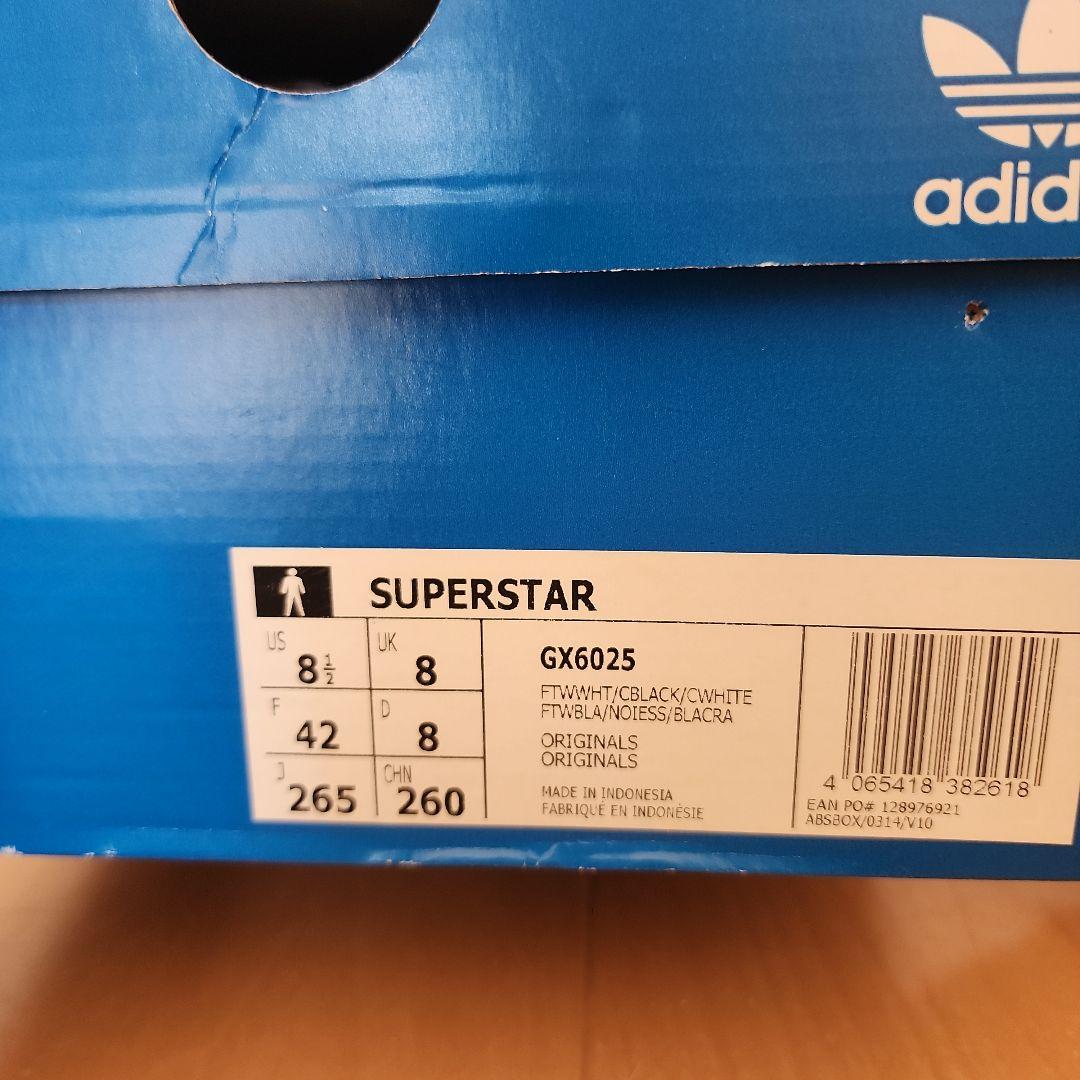 adid
SUPERSTAR
US 8½ UK 8
F 42 D 8
J 265 CHN 260
GX6025
FTWWHT/CBLACK/CWHITE
FTWBLA/NOIESS/BLACRA
ORIGINALS
ORIGINALS
MADE IN INDONESIA
FABRIQUÉ EN INDONÉSIE
4 065418 382618
EAN PO# 128976921
ABSBOX/0314/V10